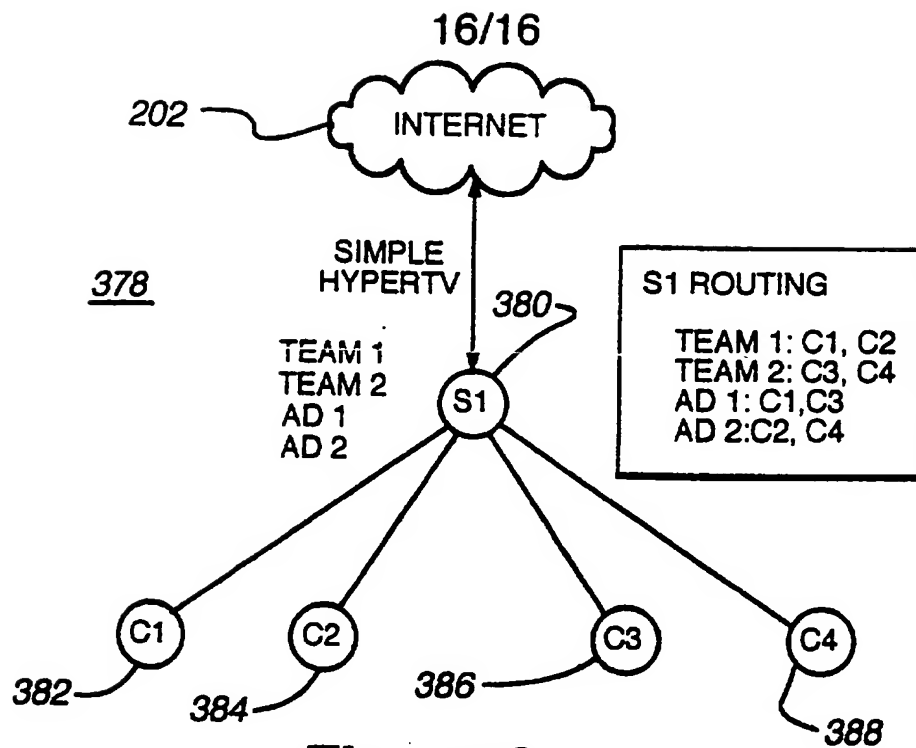 16/16
INTERNET
202
SIMPLE
HYPERTV
378
380
S1 ROUTING
TEAM 1: C1, C2
TEAM 2: C3, C4
AD 1: C1,C3
AD 2:C2, C4
TEAM 1
TEAM 2
AD 1
AD 2
S1
C1
C2
C3
C4
382
384
386
388